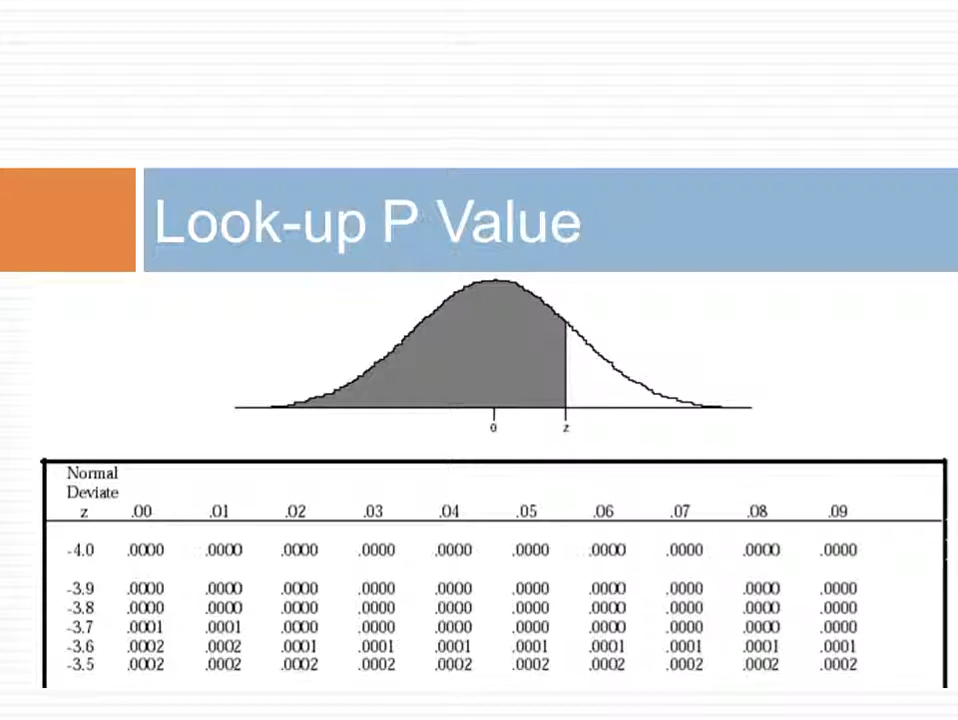 Look-up P Value
0 z
Normal
Deviate
z .00 .01 .02 .03 .04 .05 .06 .07 .08 .09
-4.0 .0000 .0000 .0000 .0000 .0000 .0000 .0000 .0000 .0000 .0000
-3.9 .0000 .0000 .0000 .0000 .0000 .0000 .0000 .0000 .0000 .0000
-3.8 .0000 .0000 .0000 .0000 .0000 .0000 .0000 .0000 .0000 .0000
-3.7 .0001 .0001 .0000 .0000 .0000 .0000 .0000 .0000 .0000 .0000
-3.6 .0002 .0002 .0001 .0001 .0001 .0001 .0001 .0001 .0001 .0001
-3.5 .0002 .0002 .0002 .0002 .0002 .0002 .0002 .0002 .0002 .0002